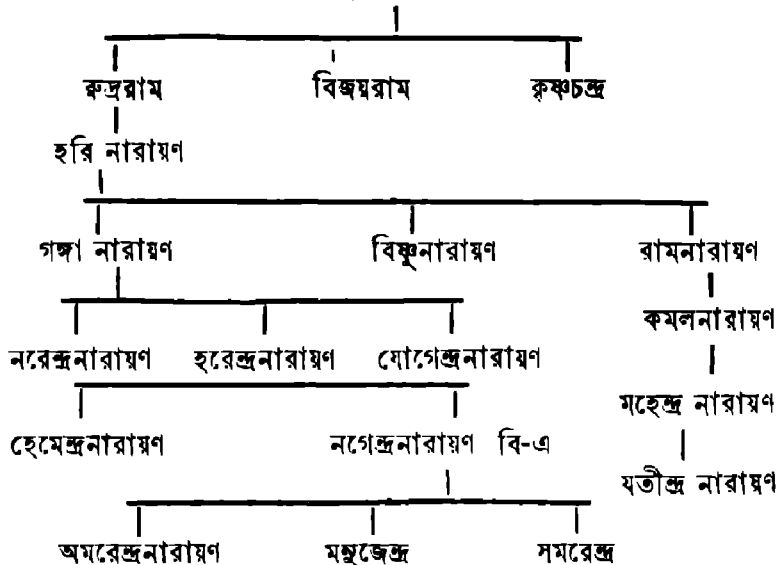 রুদ্ররাম বিজয়রাম কৃষ্ণচন্দ্র
হরি নারায়ণ
গঙ্গা নারায়ণ বিষ্ণুনারায়ণ রামনারায়ণ
কমলনারায়ণ
নরেন্দ্রনারায়ণ হরেন্দ্রনারায়ণ যোগেন্দ্রনারায়ণ
মহেন্দ্র নারায়ণ
হেমেন্দ্রনারায়ণ নগেন্দ্রনারায়ণ বি-এ
যতীন্দ্র নারায়ণ
অমরেন্দ্রনারায়ণ মনুজেন্দ্র সমরেন্দ্র